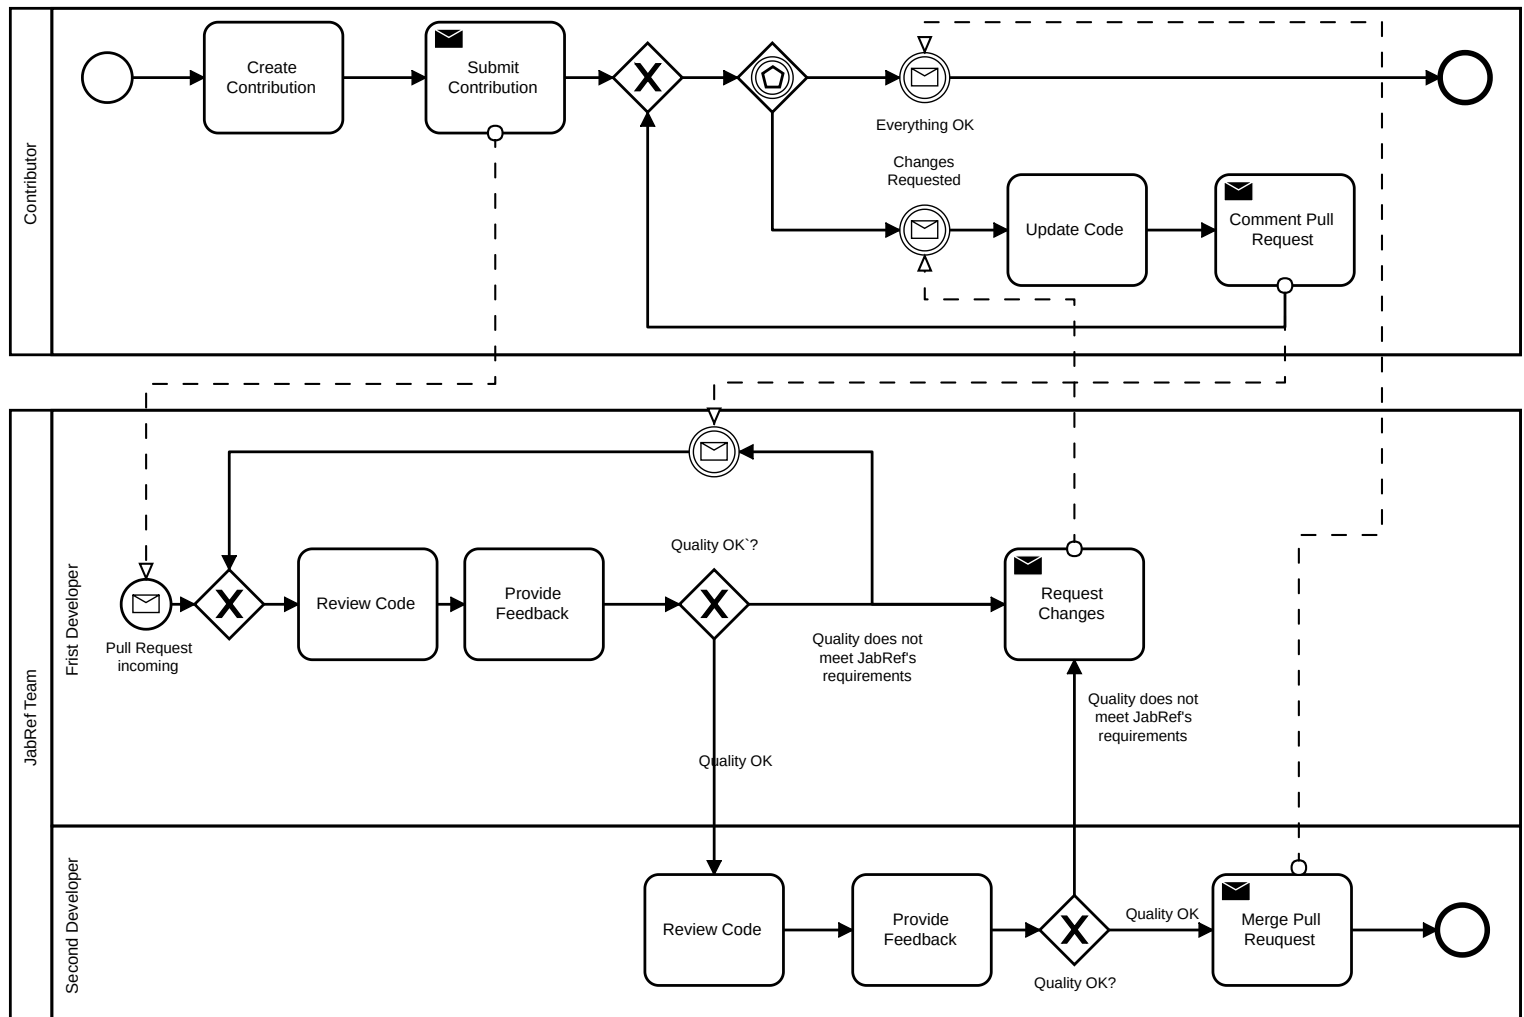 Contributor
Create
Contribution
Submit
Contribution
Everything OK
Changes
Requested
Update Code
Comment Pull
Request
JabRef Team
Frist Developer
Pull Request
incoming
Review Code
Provide
Feedback
Quality OK`?
Quality does not
meet JabRef's
requirements
Request
Changes
Quality does not
meet JabRef's
requirements
Quality OK
Second Developer
Review Code
Provide
Feedback
Quality OK?
Quality OK
Merge Pull
Reuquest